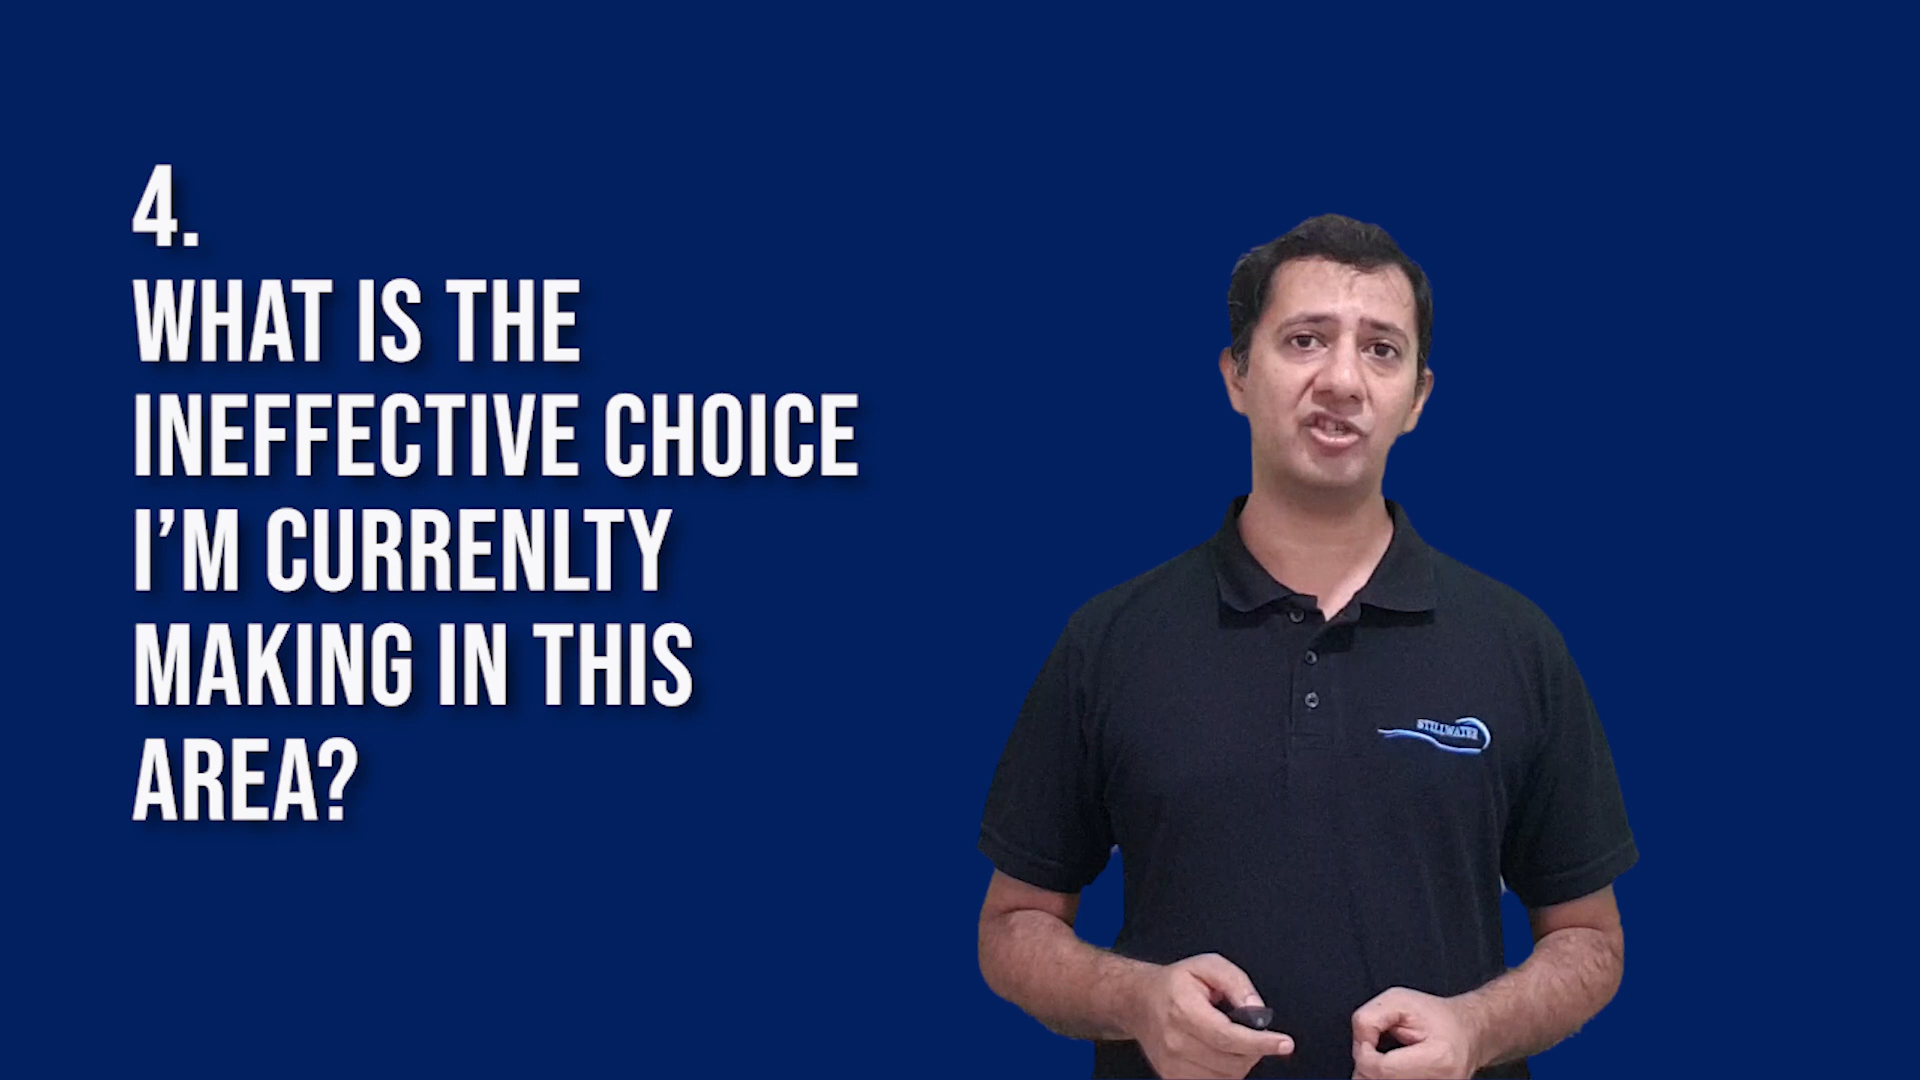 4.
WHAT IS THE
INEFFECTIVE CHOICE
I’M CURRENLTY
MAKING IN THIS
AREA?
STILLWATER